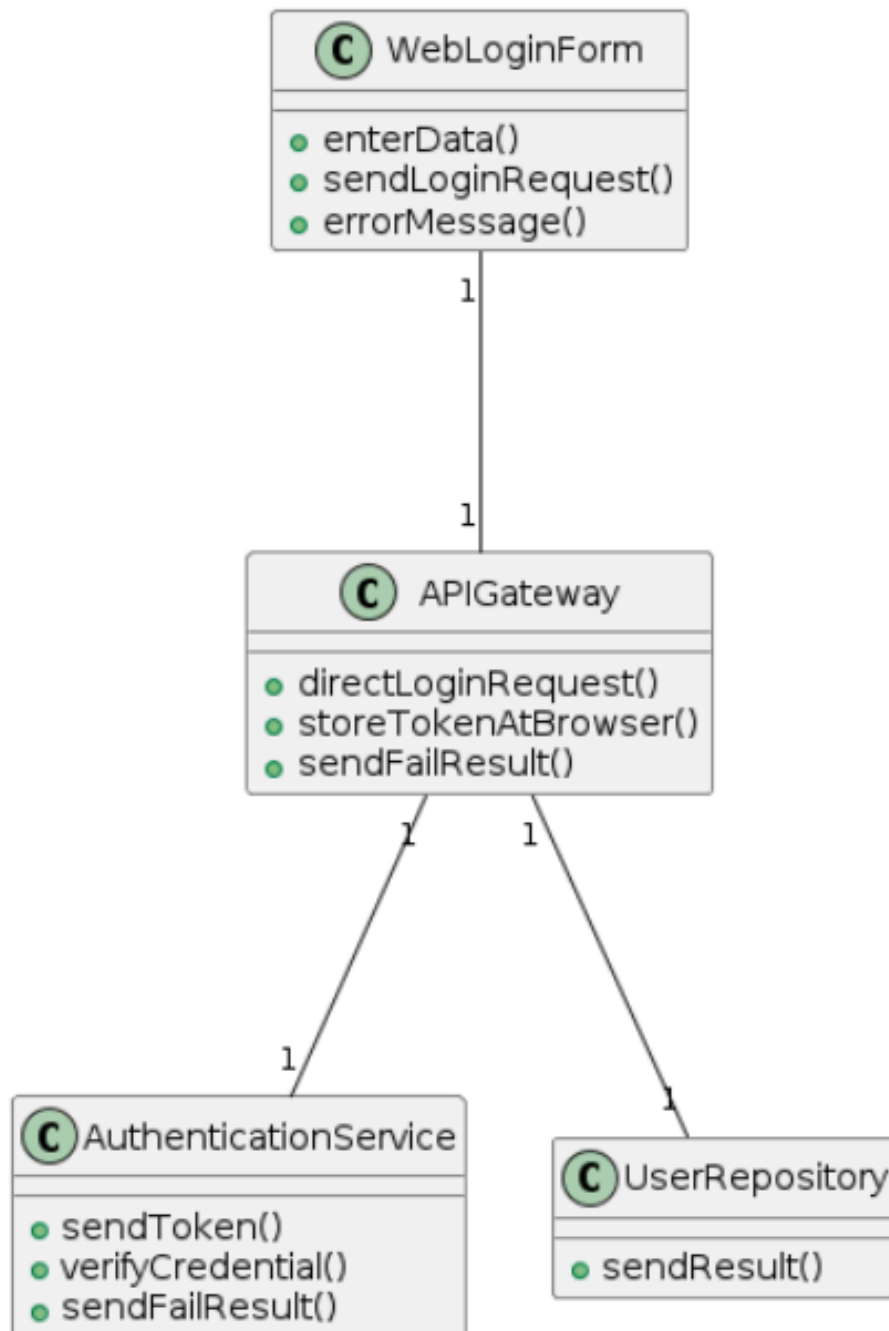 C WebLoginForm
enterData()
sendLoginRequest()
errorMessage()
1
1
C APIGateway
directLoginRequest()
storeTokenAtBrowser()
sendFailResult()
1 1
1
1
C AuthenticationService
sendToken()
verifyCredential()
sendFailResult()
C UserRepository
sendResult()